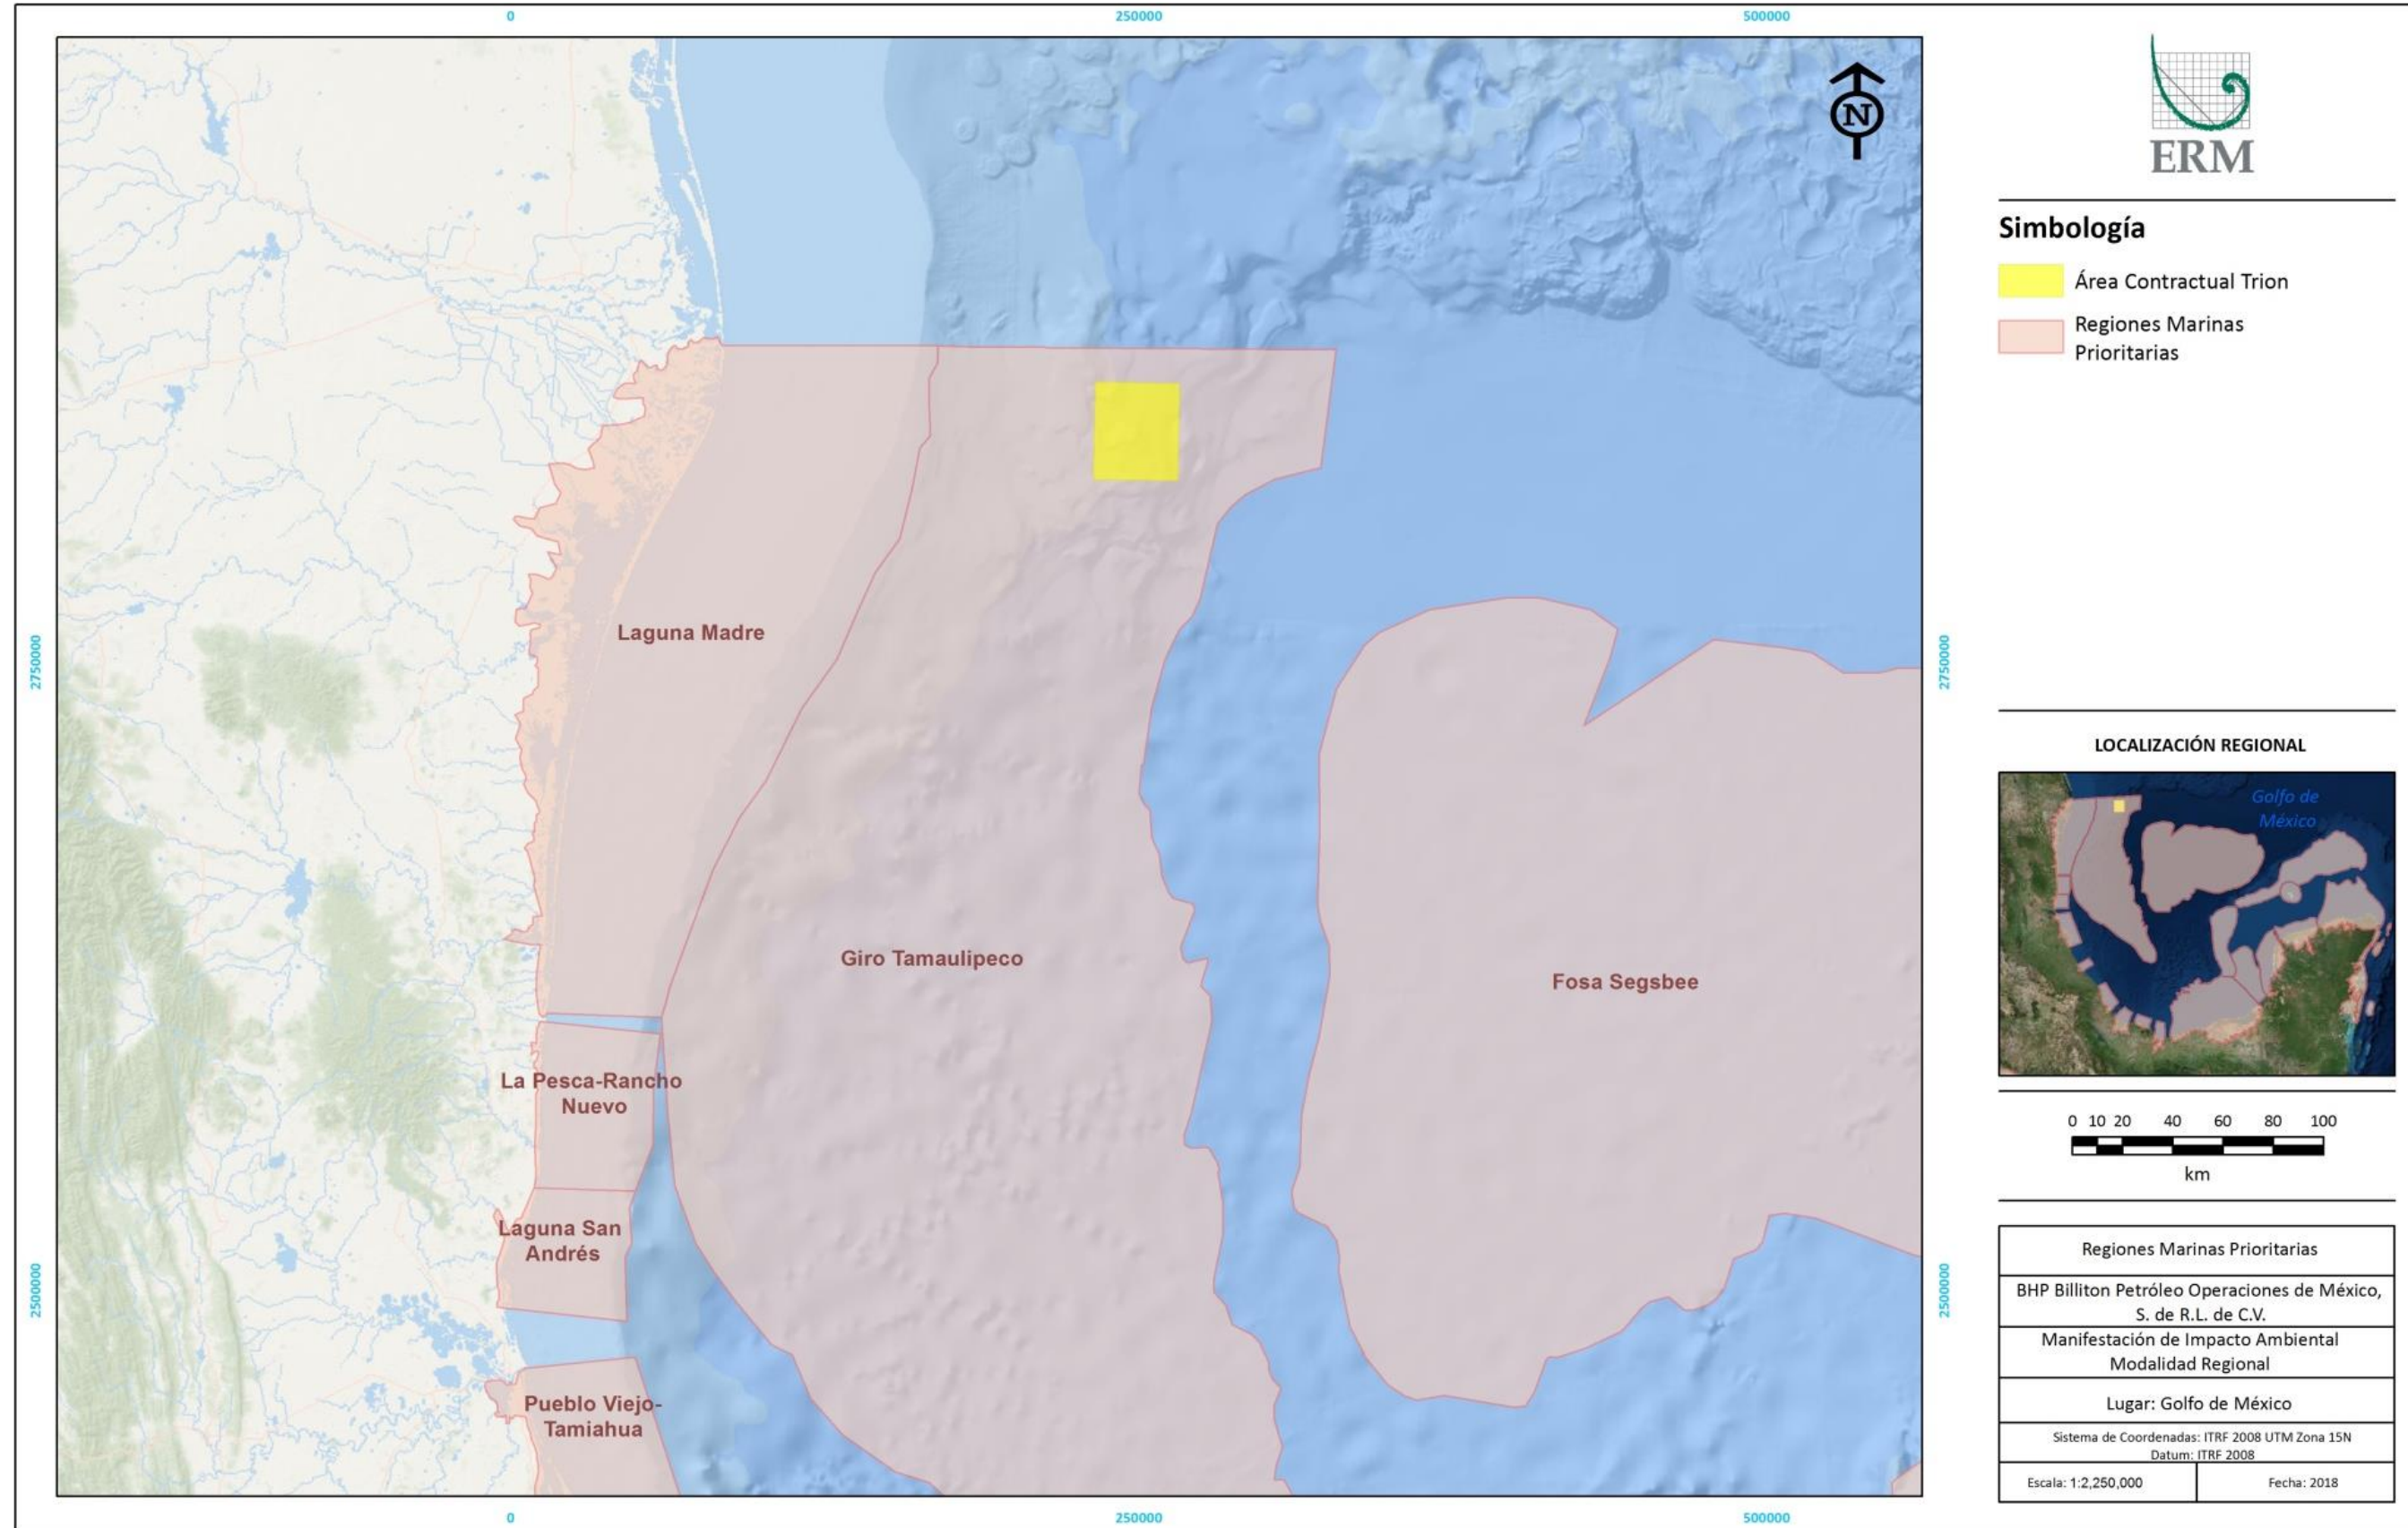 0
250000
500000
2750000
2500000
N
Laguna Madre
Giro Tamaulipeco
Fosa Segsbee
La Pesca-Rancho
Nuevo
Laguna San
Andrés
Pueblo Viejo-
Tamiahua
2750000
2500000
0
250000
500000
ERM
Simbología
Área Contractual Trion
Regiones Marinas
Prioritarias
LOCALIZACIÓN REGIONAL
Golfo de
México
0 10 20 40 60 80 100
km
Regiones Marinas Prioritarias
BHP Billiton Petróleo Operaciones de México,
S. de R.L. de C.V.
Manifestación de Impacto Ambiental
Modalidad Regional
Lugar: Golfo de México
Sistema de Coordenadas: ITRF 2008 UTM Zona 15N
Datum: ITRF 2008
Escala: 1:2,250,000
Fecha: 2018